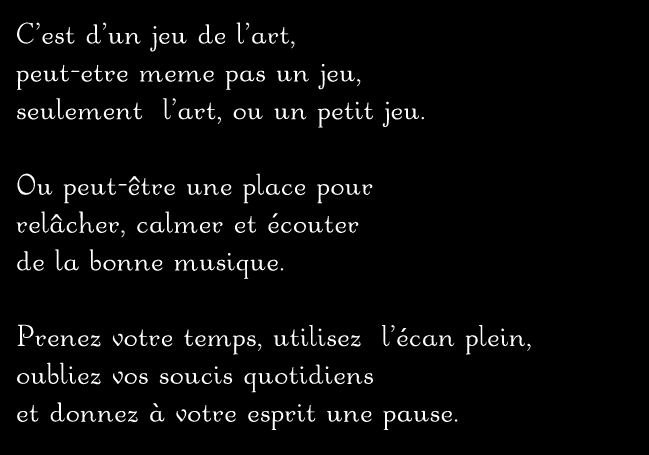 C'est d'un jeu de l'art,
peut-etre meme pas un jeu,
seulement l'art, ou un petit jeu.
Ou peut-être une place pour
relâcher, calmer et écouter
de la bonne musique.
Prenez votre temps, utilisez l'écan plein,
oubliez vos soucis quotidiens
et donnez à votre esprit une pause.